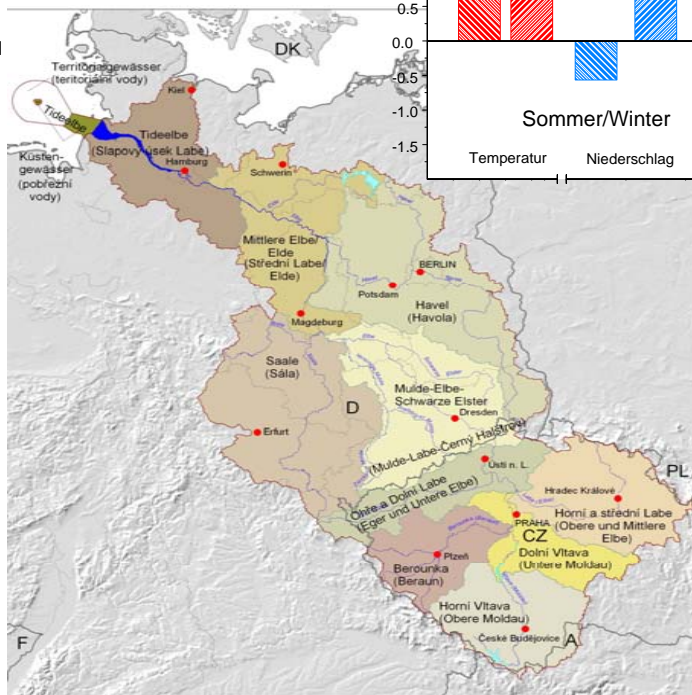 0.5
0.0
-0.5
-1.0
-1.5
Sommer/Winter
Temperatur
Niederschlag
DK
Territorialgewässer
(teritoriální vody)
Kiel
Tideelbe
Tideelbe
(Slapový úsek Labe)
Hamburg
Küsten-
gewässer
(pobřežní
vody)
Schwerin
Mittlere Elbe/
Elde
(Střední Labe/
Elde)
BERLIN
Potsdam
Havel
(Havola)
Magdeburg
Saale
(Sála)
D
Mulde-Elbe-
Schwarze Elster
Dresden
(Mulde-Labe-Černý Halštrov)
Erfurt
Ústí n. L.
PL
Ohře a Dolní Labe
(Eger und Untere Elbe)
Hradec Králové
Horní a střední Labe
(Obere und Mittlere
Elbe)
PRAHA
CZ
Dolní Vltava
(Untere Moldau)
Berounka (Beraun)
Plzeň
Berounka
(Beraun)
Horní Vltava
(Obere Moldau)
České Budějovice
A
F